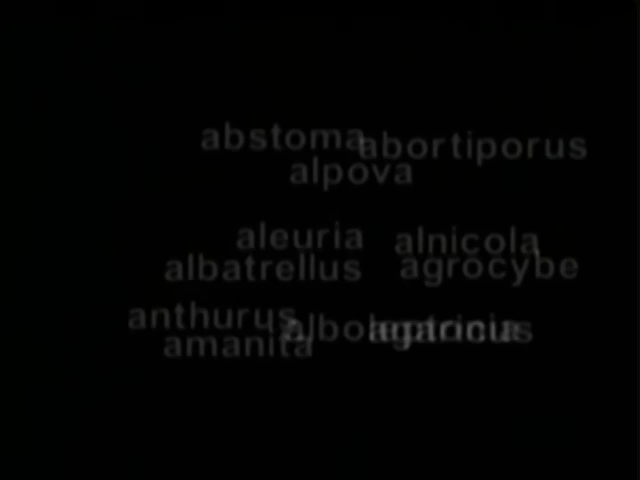 abstoma abortiporus
alpova
aleuria alnicola
albatrellus agrocybe
anthurus
amanita